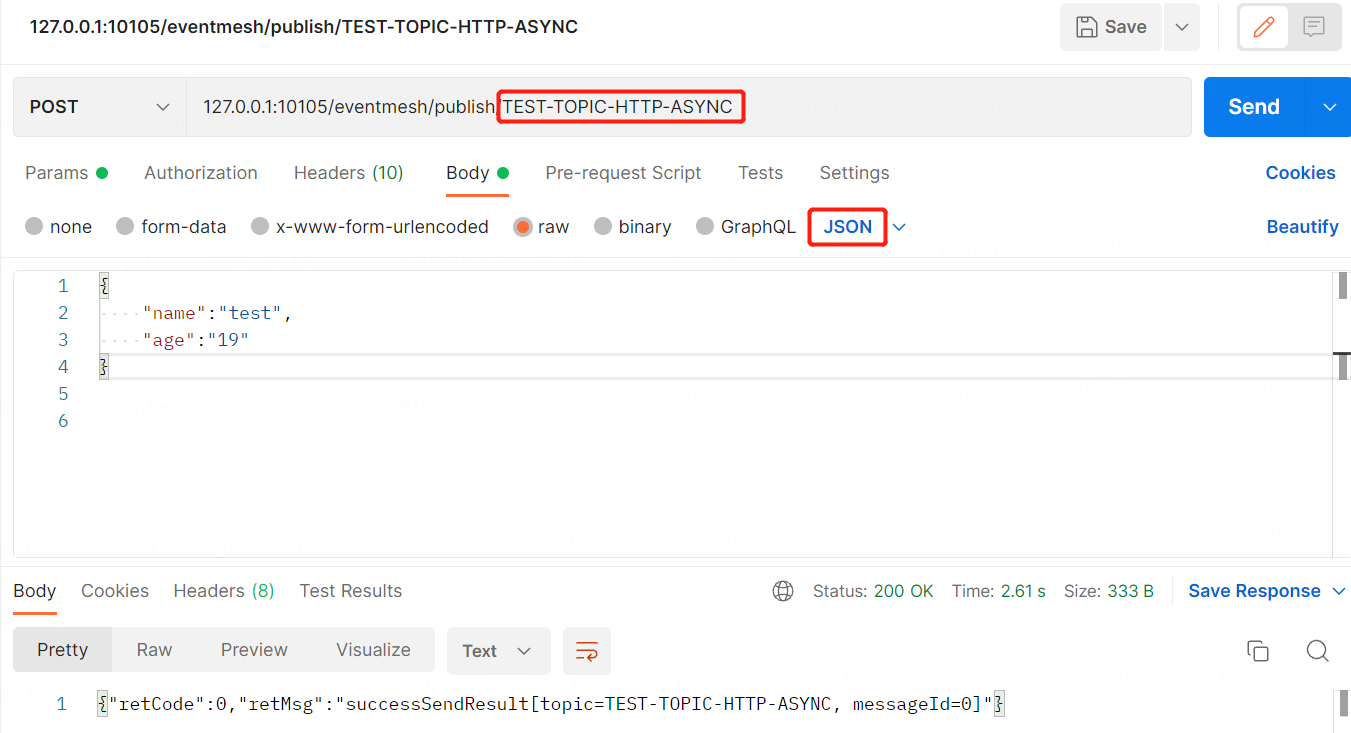 127.0.0.1:10105/eventmesh/publish/TEST-TOPIC-HTTP-ASYNC
Save
POST 127.0.0.1:10105/eventmesh/publish/TEST-TOPIC-HTTP-ASYNC Send
Params Authorization Headers (10) Body Pre-request Script Tests Settings Cookies
none form-data x-www-form-urlencoded raw binary GraphQL JSON Beautify
1 {
2 "name":"test",
3 "age":"19"
4 }
5
6
Body Cookies Headers (8) Test Results Status: 200 OK Time: 2.61 s Size: 333 B Save Response
Pretty Raw Preview Visualize Text
1 {"retCode":0,"retMsg":"successSendResult[topic=TEST-TOPIC-HTTP-ASYNC, messageId=0]"}